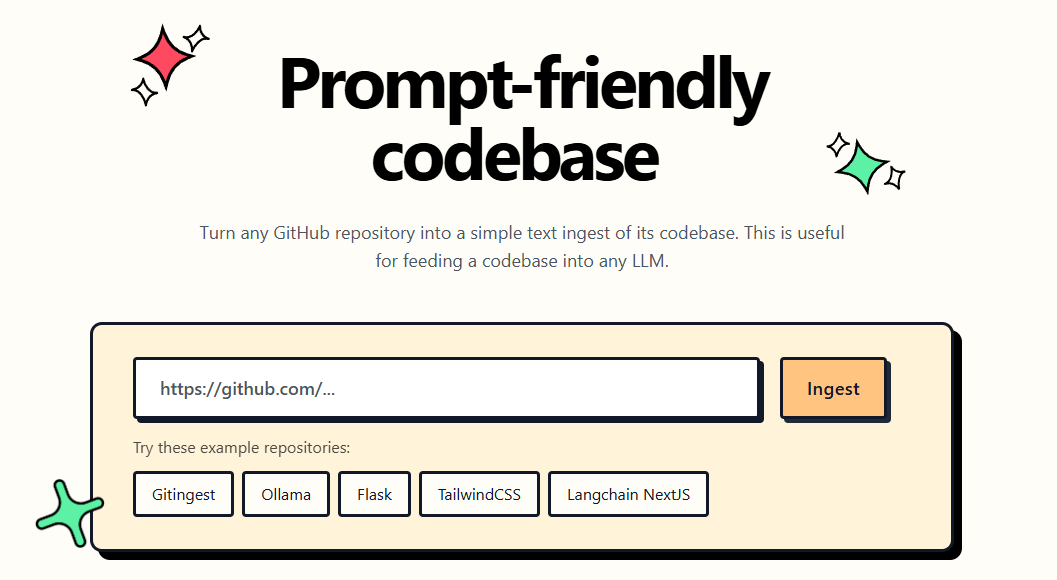 Prompt-friendly
codebase
Turn any GitHub repository into a simple text ingest of its codebase. This is useful
for feeding a codebase into any LLM.
https://github.com/...
Ingest
Try these example repositories:
Gitingest
Ollama
Flask
TailwindCSS
Langchain NextJS